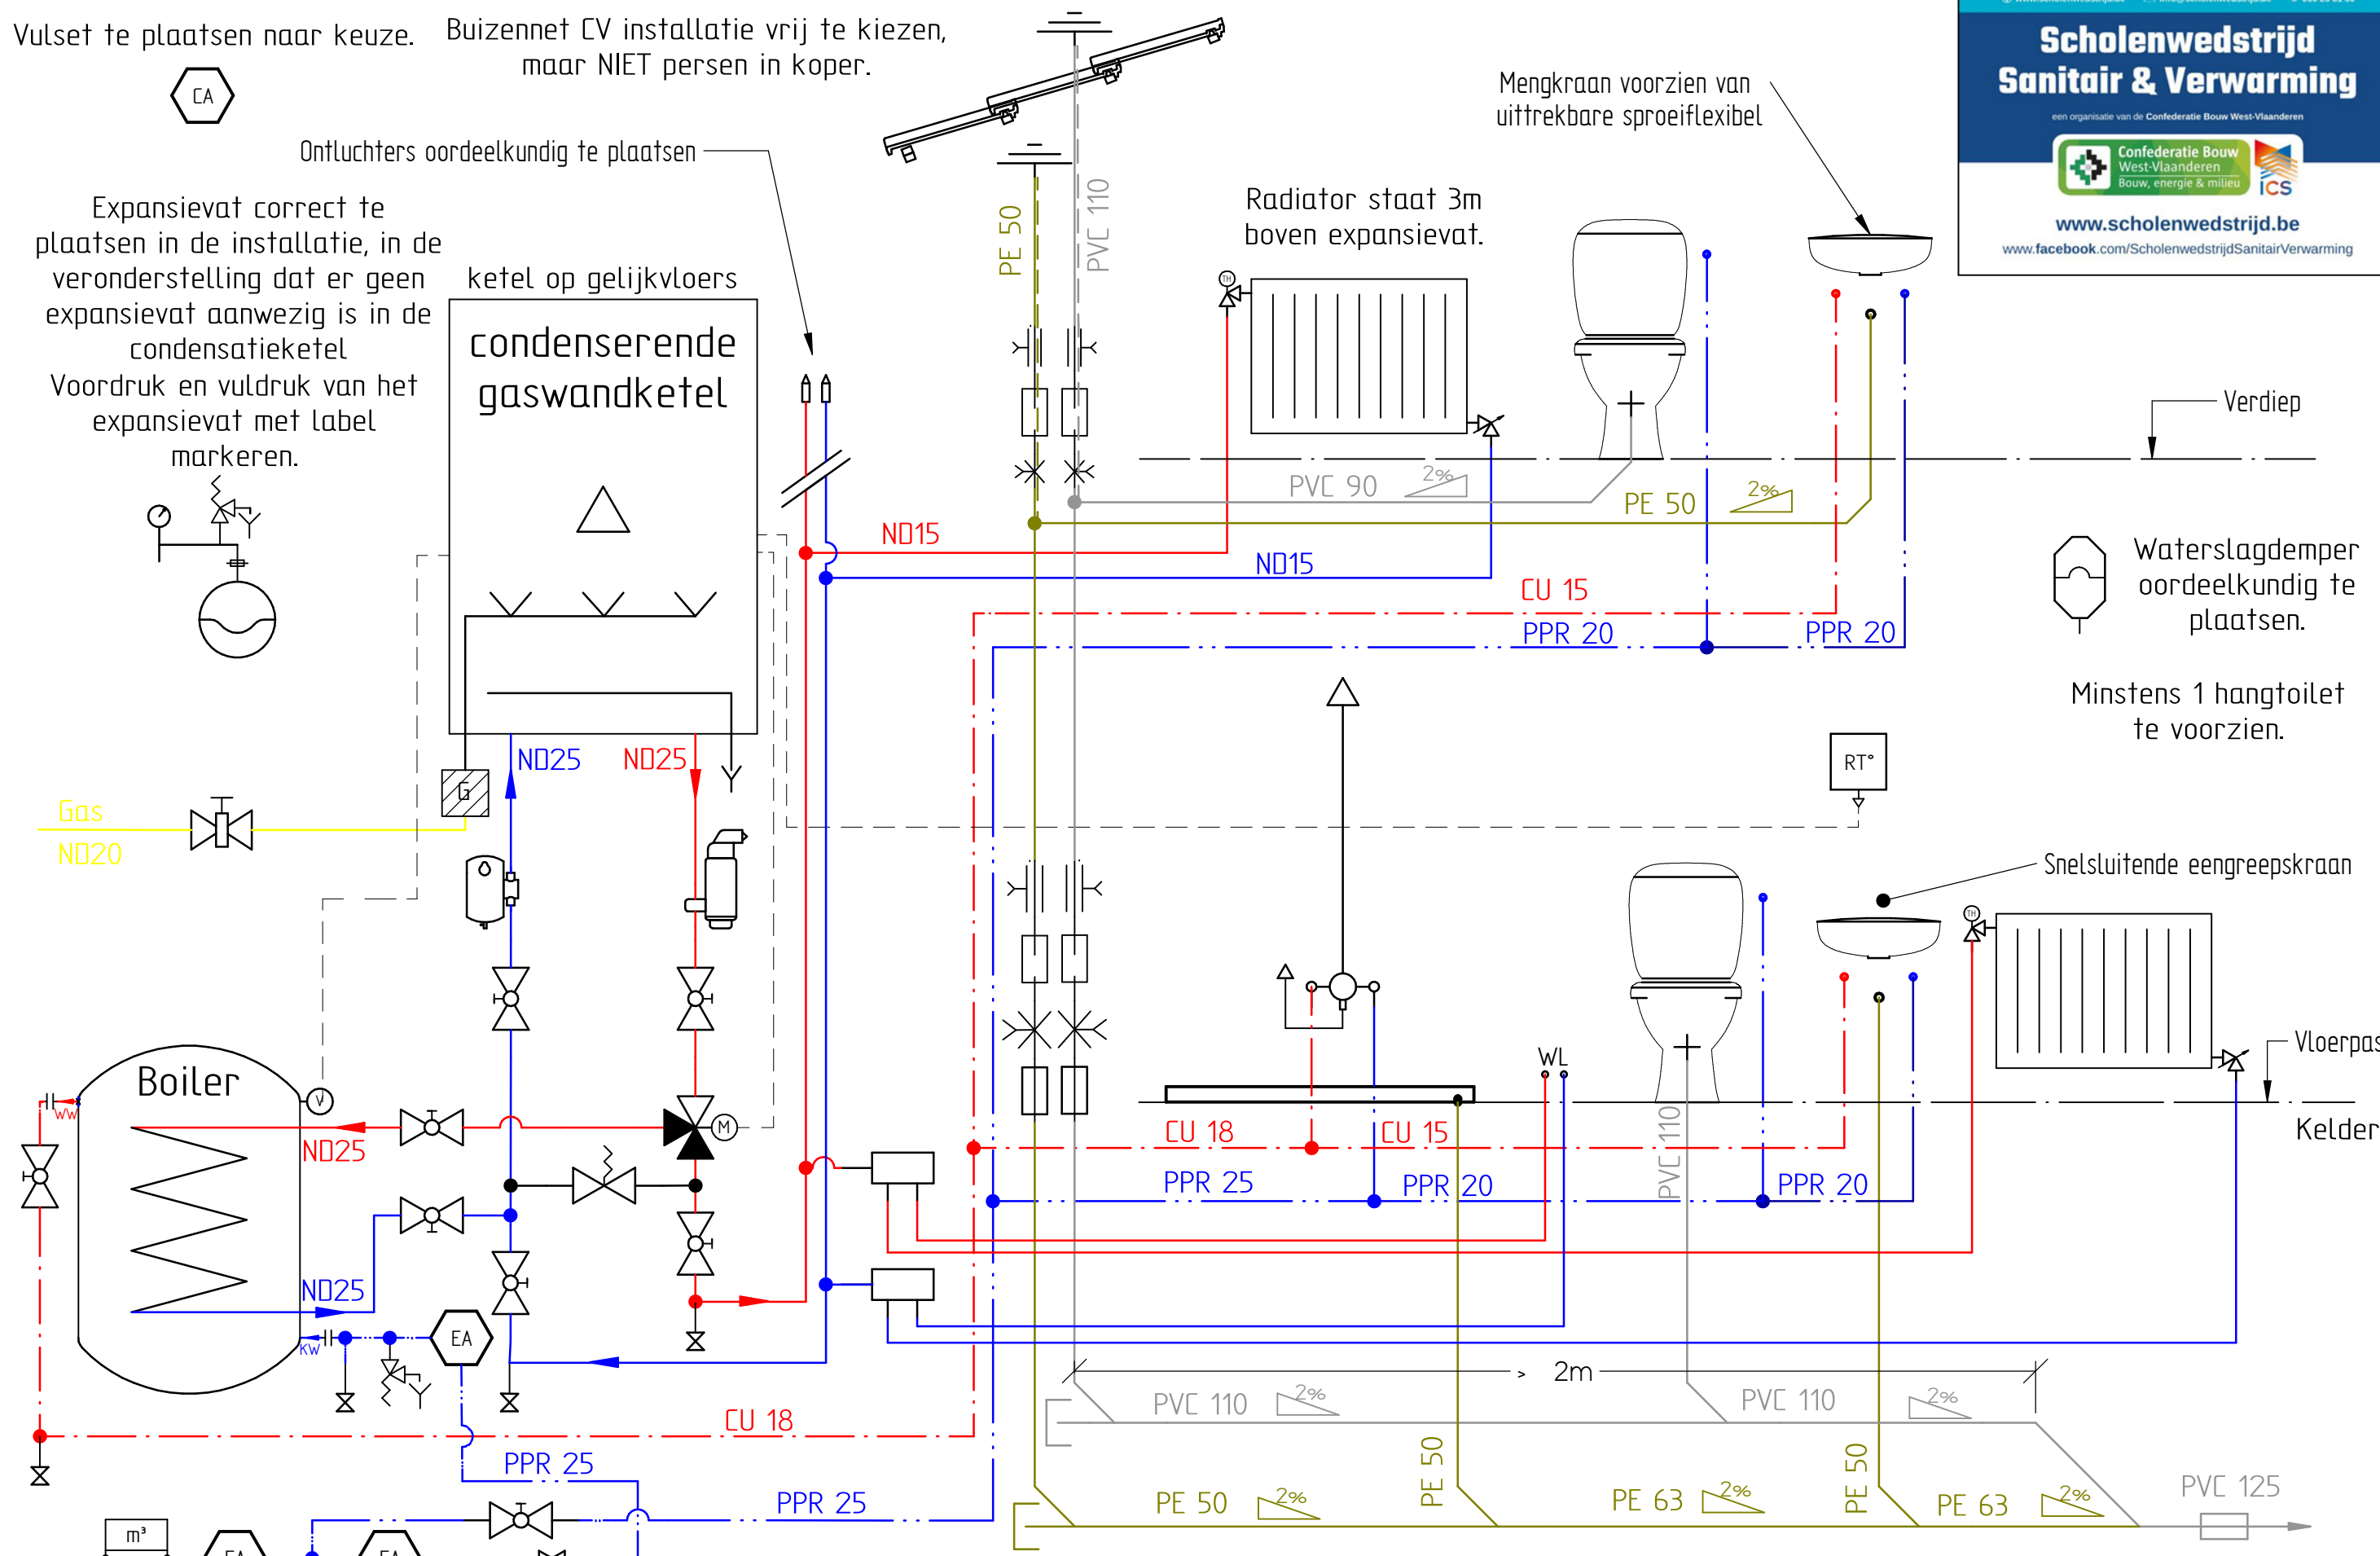 Vulset te plaatsen naar keuze.
CA
Buizennet CV installatie vrij te kiezen,
maar NIET persen in koper.
Ontluchters oordeelkundig te plaatsen
Expansievat correct te
plaatsen in de installatie, in de
veronderstelling dat er geen
expansievat aanwezig is in de
condensatieketel
Voordruk en vuldruk van het
expansievat met label
markeren.
ketel op gelijkvloers
condenserende
gaswandketel
PE 50
PVC 110
Radiator staat 3m
boven expansievat.
TH
Mengkraan voorzien van
uittrekbare sproeiflexibel
Scholenwedstrijd
Sanitair & Verwarming
een organisatie van de Confederatie Bouw West-Vlaanderen
Confederatie Bouw
West-Vlaanderen
Bouw, energie & milieu
ICS
www.scholenwedstrijd.be
www.facebook.com/ScholenwedstrijdSanitairVerwarming
Verdiep
PVC 90
2%
PE 50
2%
ND15
ND15
CU 15
PPR 20
PPR 20
Waterslagdemper
oordeelkundig te
plaatsen.
Minstens 1 hangtoilet
te voorzien.
RT°
ND25
ND25
G
Gas
ND20
Snelsluitende eengreepskraan
TH
Boiler
V
WW
ND25
M
WL
Kelder
CU 18
CU 15
PVC 110
PPR 25
PPR 20
PPR 20
ND25
KW
EA
> 2m
PVC 110
2%
PVC 110
2%
CU 18
PPR 25
PPR 25
PE 50
2%
PE 50
PE 63
2%
PE 50
PE 63
2%
PVC 125
m³